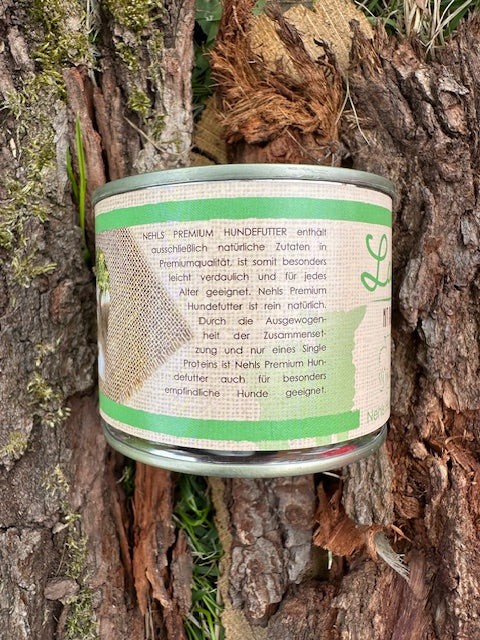 NEHLS PREMIUM HUNDEFUTTER enthält
ausschließlich natürliche Zutaten in
Premiumqualität, ist somit besonders
leicht verdaulich und für jedes
Alter geeignet. Nehls Premium
Hundefutter ist rein natürlich.
Durch die Ausgewogen-
heit der Zusammenset-
zung und nur eines Single
Proteins ist Nehls Premium Hun-
defutter auch für besonders
empfindliche Hunde geeignet.